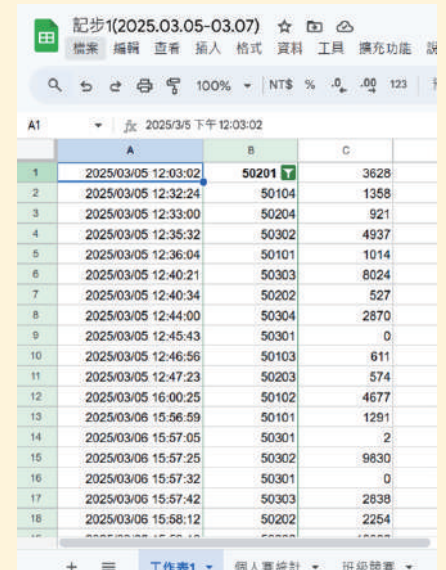 記步1(2025.03.05-03.07)
檔案 編輯 查看 插入 格式 資料 工具 擴充功能
100% NT$ % .0 .00 123
A1 fx 2025/3/5 下午 12:03:02
A B C
1 2025/03/05 12:03:02 50201 3628
2 2025/03/05 12:32:24 50104 1358
3 2025/03/05 12:33:00 50204 921
4 2025/03/05 12:35:32 50302 4937
5 2025/03/05 12:36:04 50101 1014
6 2025/03/05 12:40:21 50303 8024
7 2025/03/05 12:40:34 50202 527
8 2025/03/05 12:44:00 50304 2870
9 2025/03/05 12:45:43 50301 0
10 2025/03/05 12:46:56 50103 611
11 2025/03/05 12:47:23 50203 574
12 2025/03/05 16:00:25 50102 4677
13 2025/03/06 15:56:59 50101 1291
14 2025/03/06 15:57:05 50301 2
15 2025/03/06 15:57:25 50302 9830
16 2025/03/06 15:57:32 50301 0
17 2025/03/06 15:57:42 50303 2838
18 2025/03/06 15:58:12 50202 2254
工作表1 個人賽統計 班級競賽